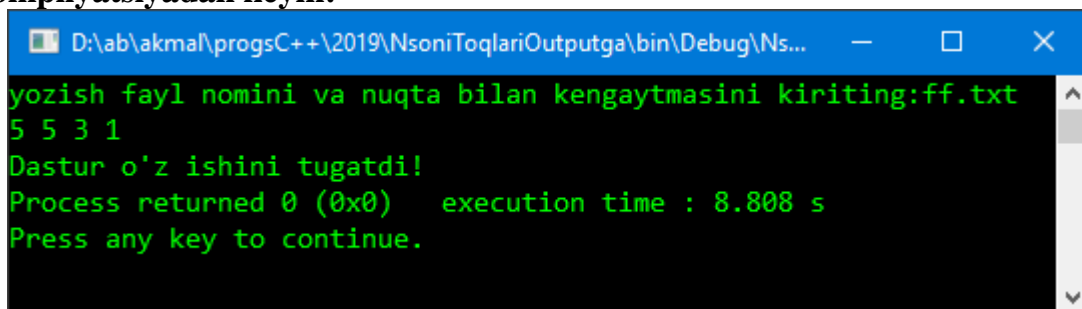 D:\ab\akmal\progsC++\2019\NsoniToqlariOutputga\bin\Debug\Ns...
yozish fayl nomini va nuqta bilan kengaytmasini kiriting:ff.txt
5 5 3 1
Dastur o'z ishini tugatdi!
Process returned 0 (0x0)   execution time : 8.808 s
Press any key to continue.